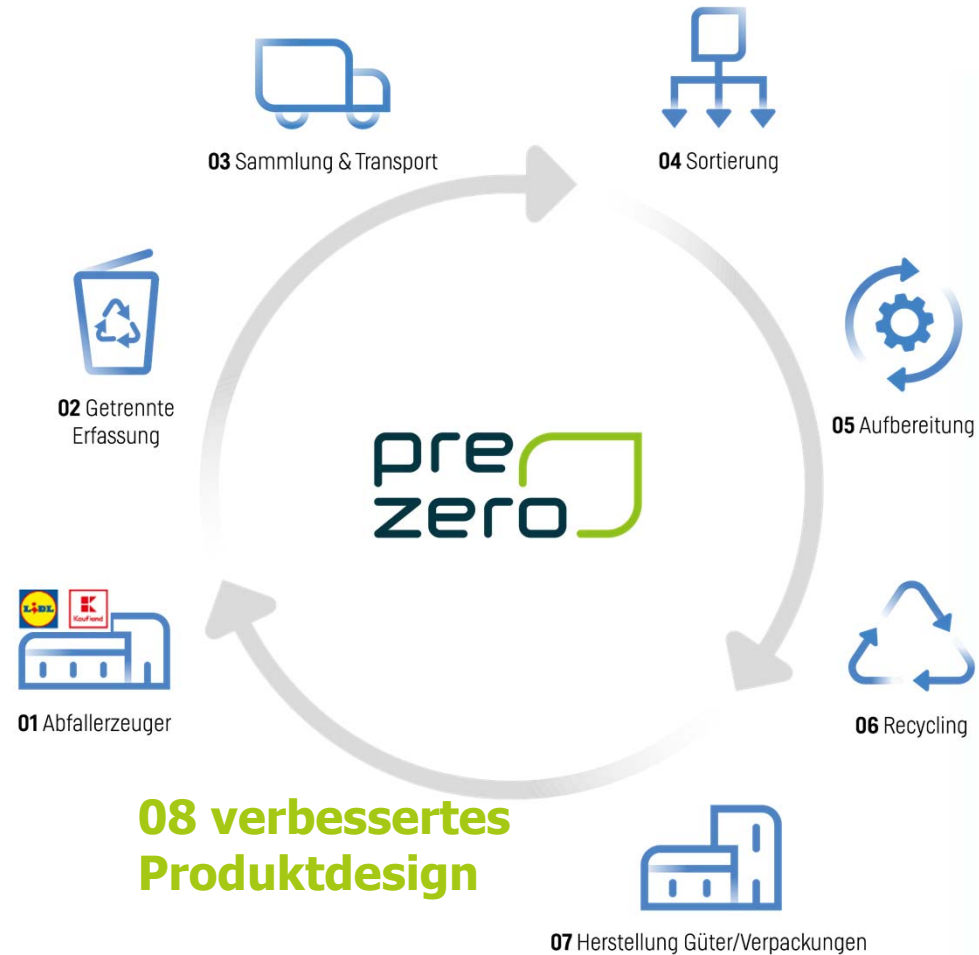 03 Sammlung & Transport
04 Sortierung
02 Getrennte
Erfassung
05 Aufbereitung
pre
zero
LIDL
K
Kaufland
01 Abfallerzeuger
06 Recycling
08 verbessertes
Produktdesign
07 Herstellung Güter/Verpackungen